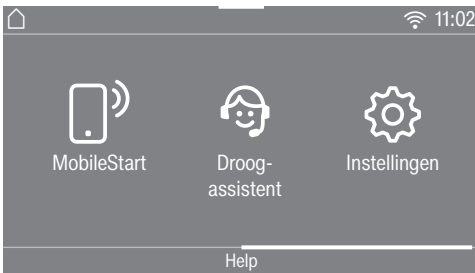 11:02
MobileStart
Droog-
assistent
Instellingen
Help